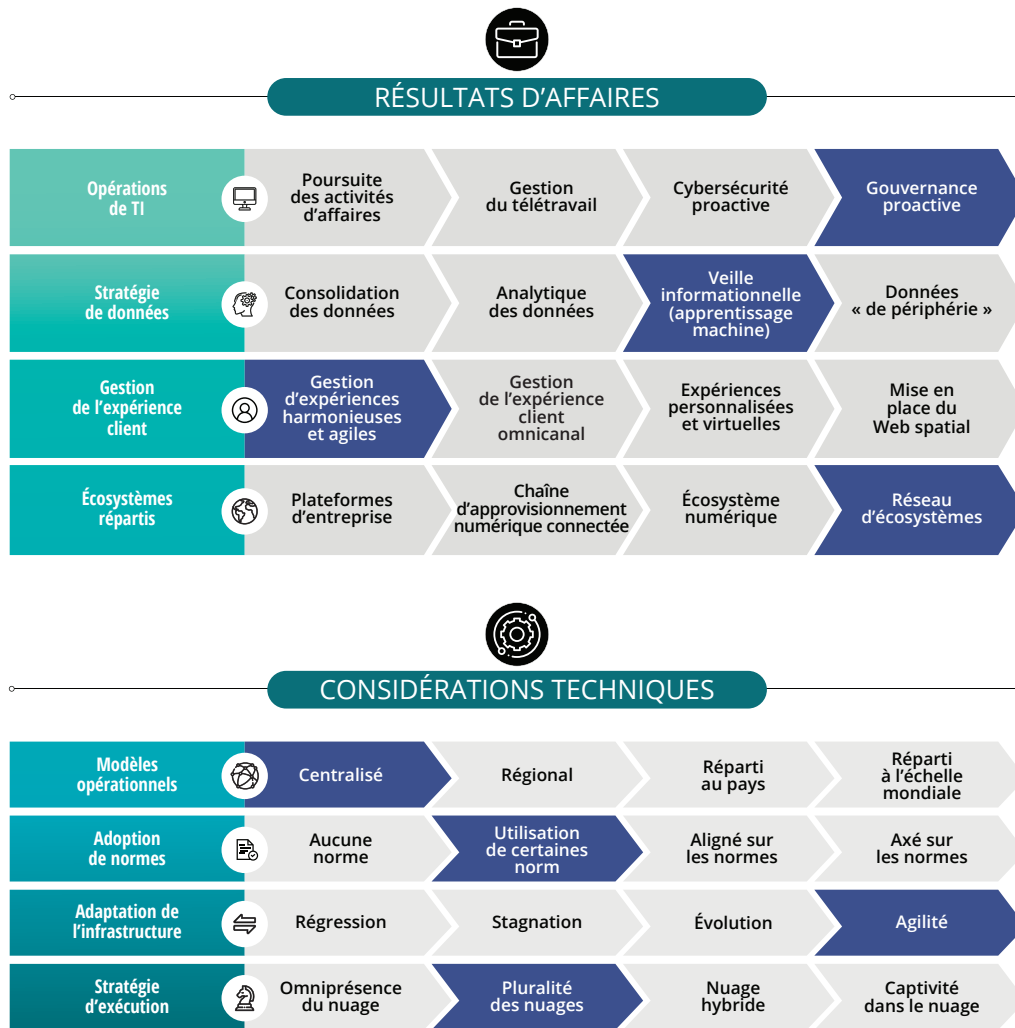 RÉSULTATS D’AFFAIRES
Opérations
de TI
Poursuite
des activités
d’affaires
Gestion
du télétravail
Cybersécurité
proactive
Gouvernance
proactive
Stratégie
de données
Consolidation
des données
Analytique
des données
Veille
informationnelle
(apprentissage
machine)
Données
« de périphérie »
Gestion
de l’expérience
client
Gestion
d’expériences
harmonieuses
et agiles
Gestion
de l’expérience
client
omnicanal
Expériences
personnalisées
et virtuelles
Mise en
place du
Web spatial
Écosystèmes
répartis
Plateformes
d’entreprise
Chaîne
d’approvisionnement
numérique connectée
Écosystème
numérique
Réseau
d’écosystèmes
CONSIDÉRATIONS TECHNIQUES
Modèles
opérationnels
Centralisé
Régional
Réparti
au pays
Réparti
à l’échelle
mondiale
Adoption
de normes
Aucune
norme
Utilisation
de certaines
norm
Aligné sur
les normes
Axé sur
les normes
Adaptation de
l’infrastructure
Régression
Stagnation
Évolution
Agilité
Stratégie
d’exécution
Omniprésence
du nuage
Pluralité
des nuages
Nuage
hybride
Captivité
dans le nuage